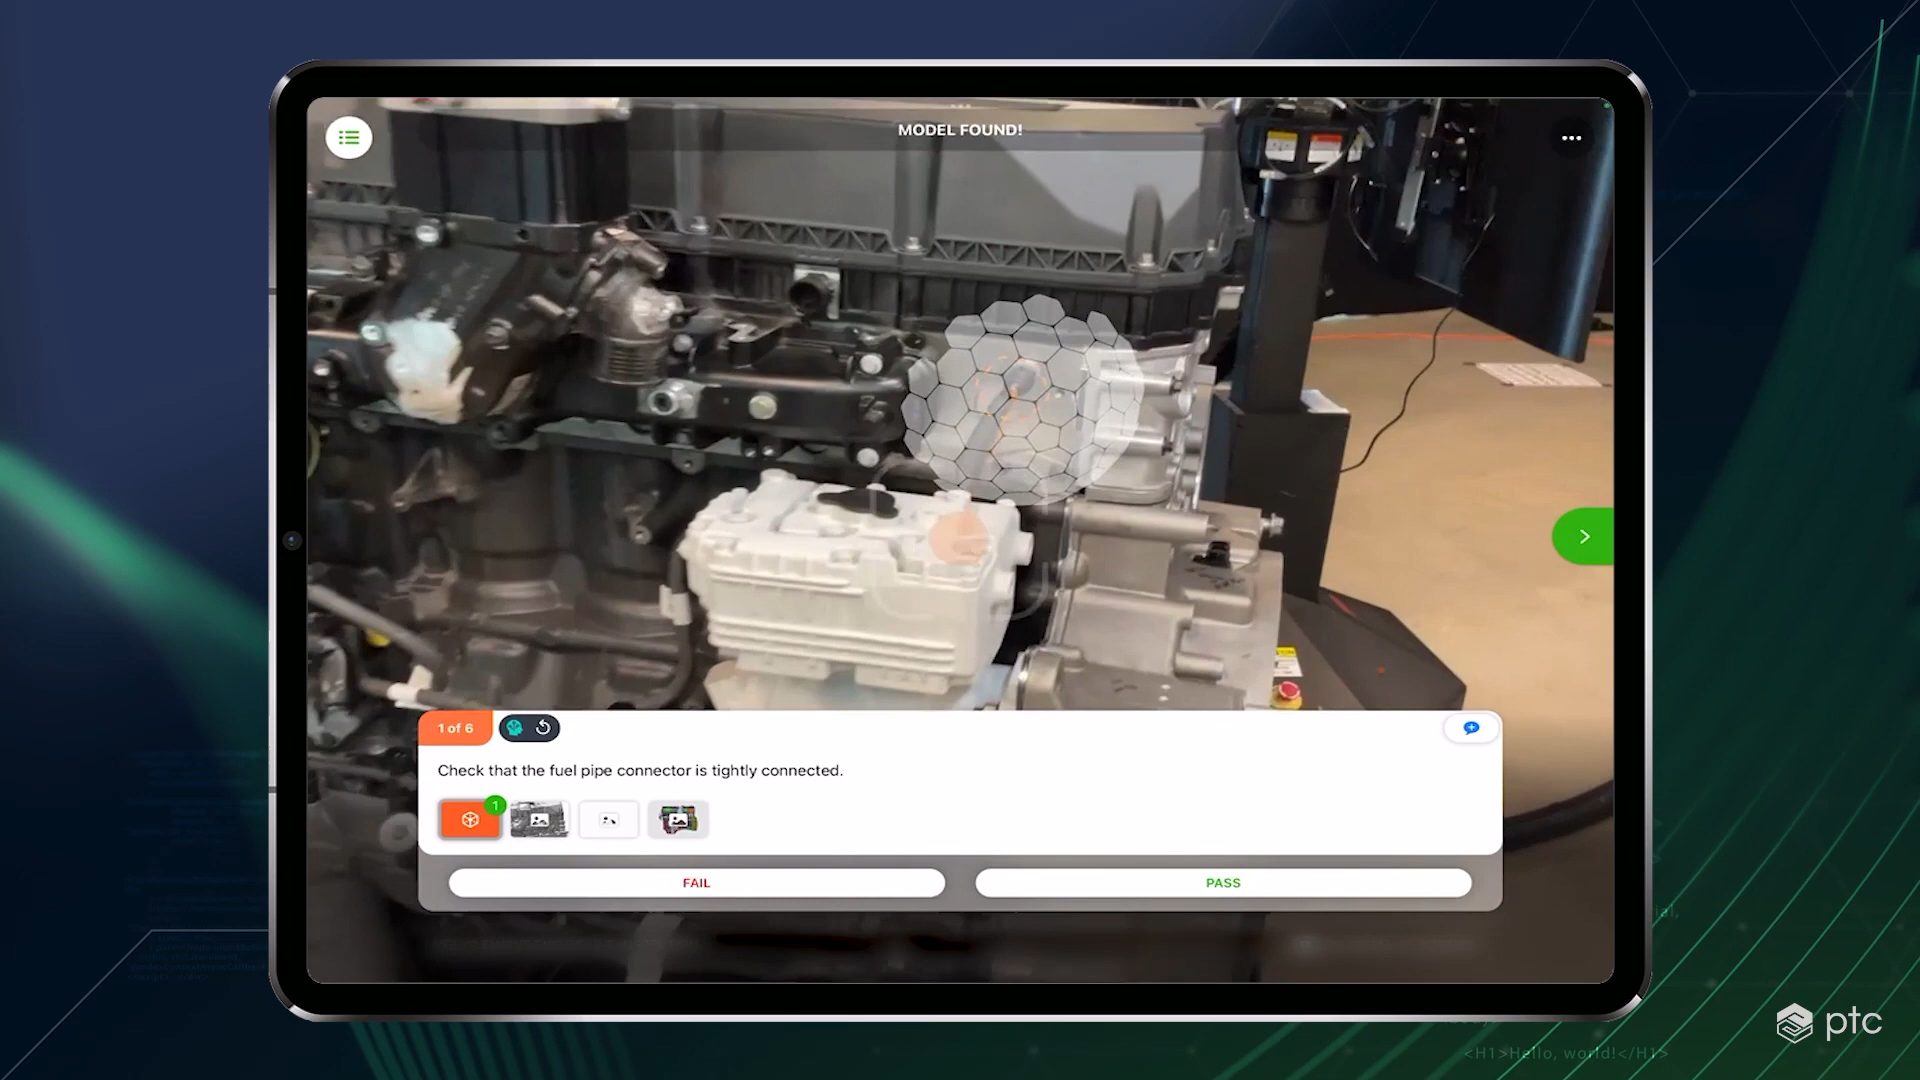 MODEL FOUND!
1 of 6
Check that the fuel pipe connector is tightly connected.
1
FAIL
PASS
ial,
ptc
<H1>Hello, world!</H1>